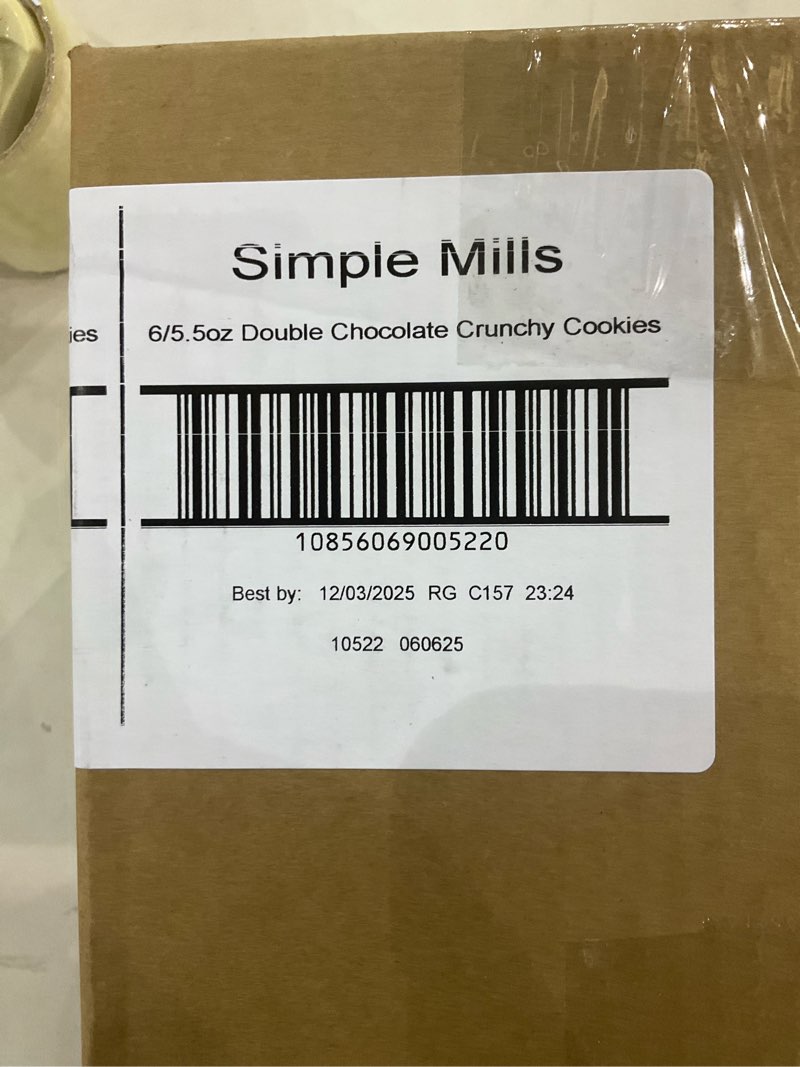 Simple Mills
ies
6/5.5oz Double Chocolate Crunchy Cookies
10856069005220
Best by: 12/03/2025 RG C157 23:24
10522 060625